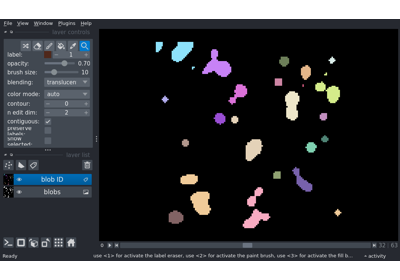 File View Window Plugins Help
layer controls
label: 1
opacity: 0.70
brush size: 10
blending: translucen
color mode: auto
contour: 0
n edit dim: 2
contiguous:
preserve labels:
show selected:
layer list
blob ID
blobs
32 63
Ready use <1> for activate the label eraser, use <2> for activate the paint brush, use <3> for activate the fill b... activity